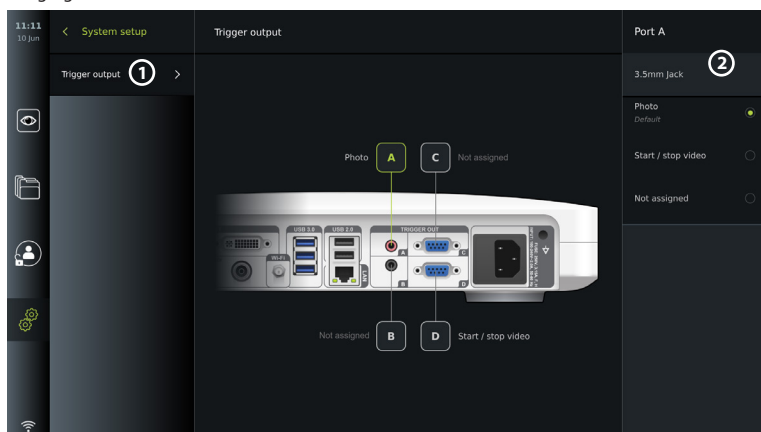 11:11
10 Jun
System setup
Trigger output
Port A
Trigger output
1
3.5mm Jack
2
Photo
Default
Start / stop video
Not assigned
Photo
A
C
Not assigned
USB 3.0
USB 2.0
TRIGGER OUT
A
C
Wi-Fi
LAN
B
D
Not assigned
B
D
Start / stop video